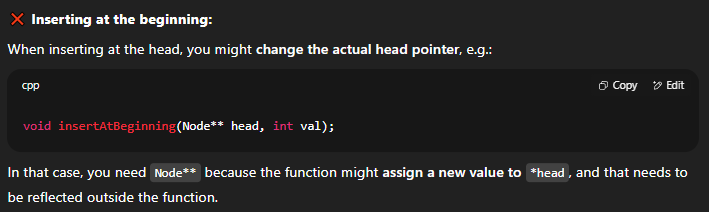 ❌ Inserting at the beginning:
When inserting at the head, you might change the actual head pointer, e.g.:
cpp Copy Edit
void insertAtBeginning(Node** head, int val);
In that case, you need Node** because the function might assign a new value to *head, and that needs to
be reflected outside the function.